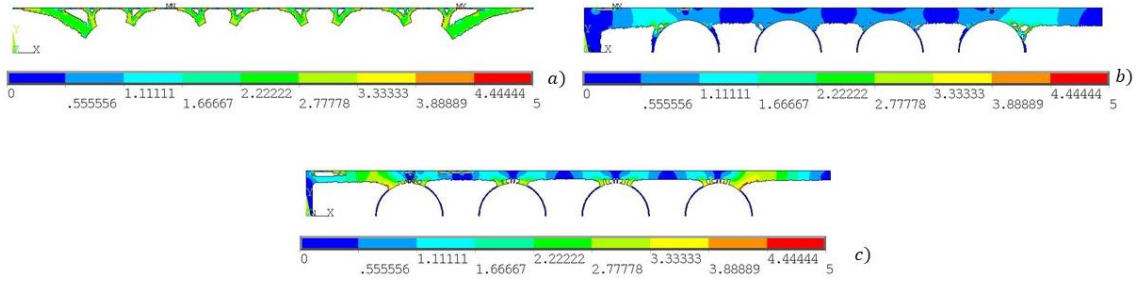 MN MX
Y
Z X
0 1.11111 2.22222 3.33333 4.44444
.555556 1.66667 2.77778 3.88889 5
a)
MX
X
0 1.11111 2.22222 3.33333 4.44444
.555556 1.66667 2.77778 3.88889 5
b)
X
0 1.11111 2.22222 3.33333 4.44444
.555556 1.66667 2.77778 3.88889 5
c)